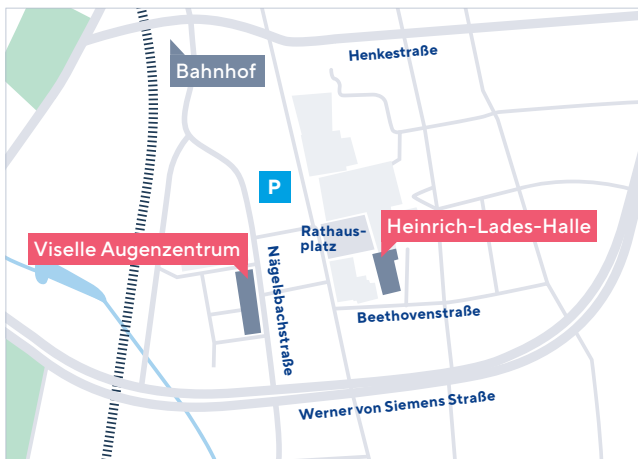 Henkestraße
Bahnhof
P
Rathaus-
platz
Heinrich-Lades-Halle
Viselle Augenzentrum
Nägelsbachstraße
Beethovenstraße
Werner von Siemens Straße